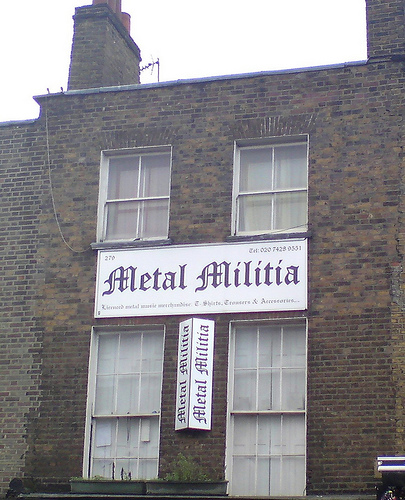 276
Tel: 020 7428 0551
Metal Militia
Licensed metal music merchandise, T-Shirts, Trousers & Accessories...
Metal Militia
Metal Militia